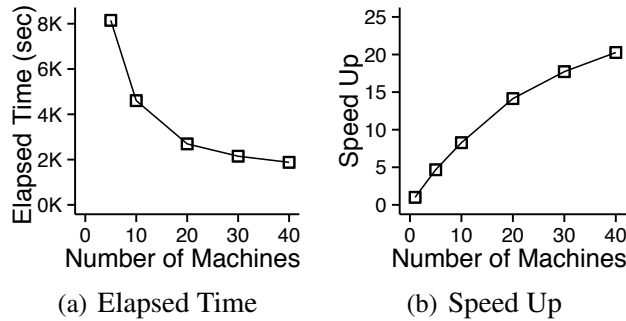 Elapsed Time (sec)
8K
6K
4K
2K
0K
0 10 20 30 40
Number of Machines
(a) Elapsed Time
Speed Up
25
20
15
10
5
0
0 10 20 30 40
Number of Machines
(b) Speed Up